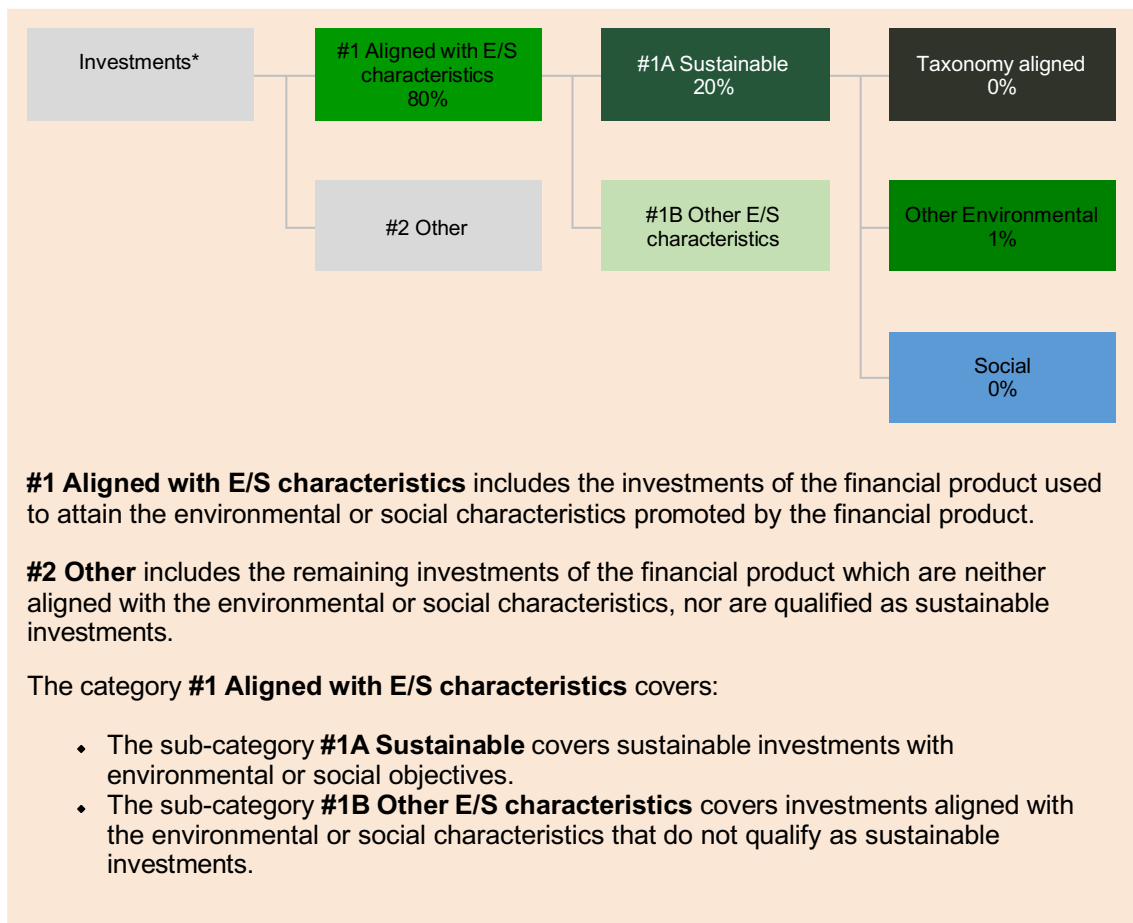 Investments*
#1 Aligned with E/S
characteristics
80%
#1A Sustainable
20%
Taxonomy aligned
0%
#2 Other
#1B Other E/S
characteristics
Other Environmental
1%
Social
0%
#1 Aligned with E/S characteristics includes the investments of the financial product used
to attain the environmental or social characteristics promoted by the financial product.
#2 Other includes the remaining investments of the financial product which are neither
aligned with the environmental or social characteristics, nor are qualified as sustainable
investments.
The category #1 Aligned with E/S characteristics covers:
• The sub-category #1A Sustainable covers sustainable investments with
environmental or social objectives.
• The sub-category #1B Other E/S characteristics covers investments aligned with
the environmental or social characteristics that do not qualify as sustainable
investments.